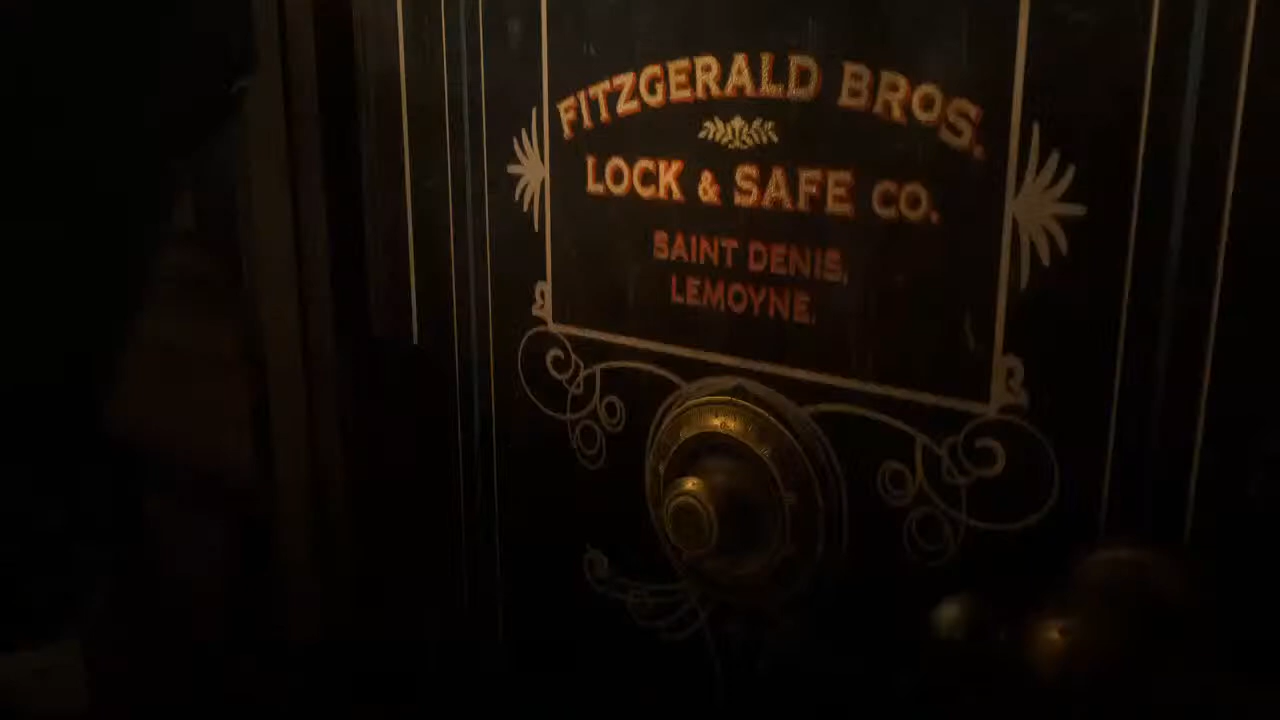 FITZGERALD BROS.
LOCK & SAFE CO.
SAINT DENIS,
LEMOYNE.